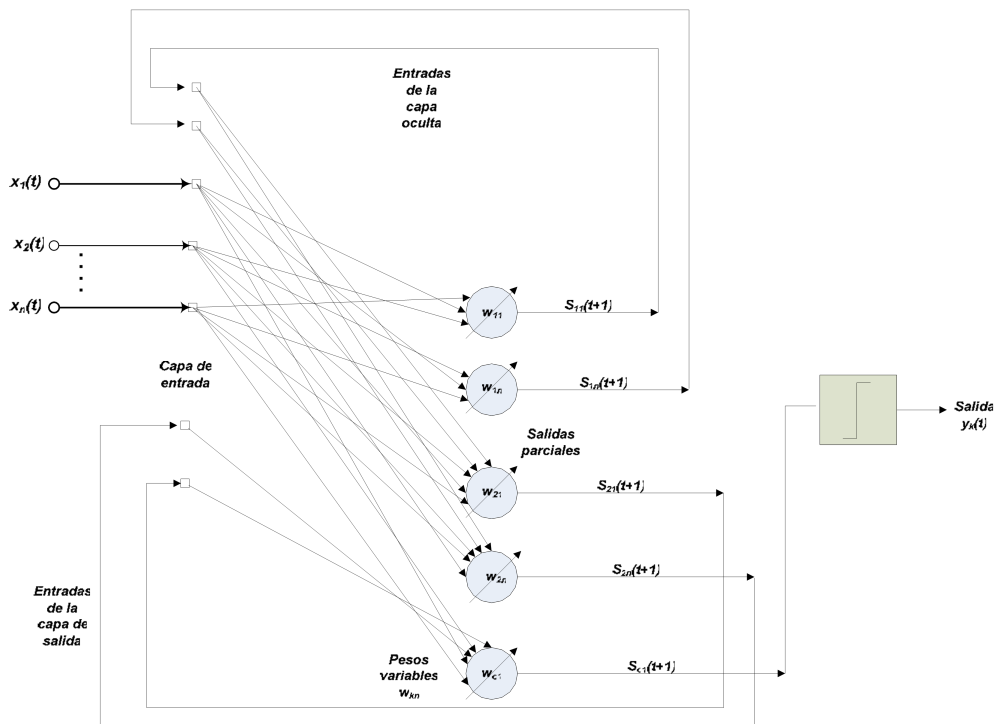 Entradas
de la
capa
oculta
x1(t)
x2(t)
xn(t)
w11
S11(t+1)
w1n
S1n(t+1)
Capa de
entrada
Salida
yk(t)
Salidas
parciales
w21
S21(t+1)
w2n
S2n(t+1)
Entradas
de la
capa de
salida
Pesos
variables
wkn
Sc1(t+1)
wc1